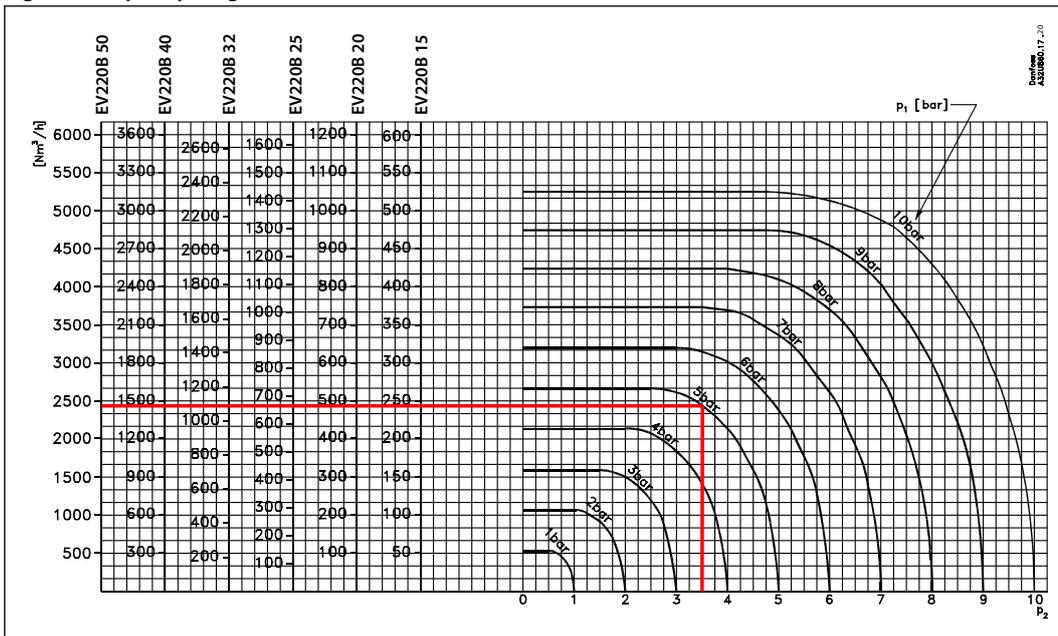 EV220B 50
EV220B 40
EV220B 32
EV220B 25
EV220B 20
EV220B 15
Danfoss
A32U860.17.20
p₁ [bar]
[Nm³/h]
6000 3600 2600 1600 1200 600
5500 3300 2400 1500 1100 550
5000 3000 2200 1400 1000 500
4500 2700 2000 1300 900 450
4000 2400 1800 1200 800 400
3500 2100 1600 1100 700 350
3000 1800 1400 1000 600 300
2500 1500 1200 900 500 250
2000 1200 1000 800 400 200
1500 900 800 700 300 150
1000 600 600 600 200 100
500 300 400 500 100 50
200 400
300
200
100
10bar
9bar
8bar
7bar
6bar
5bar
4bar
3bar
2bar
1bar
0 1 2 3 4 5 6 7 8 9 10
p₂